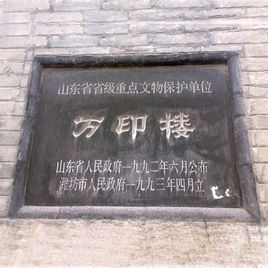 山东省省级重点文物保护单位
万印楼
山东省人民政府一九九二年六月公布
潍坊市人民政府一九九三年四月立